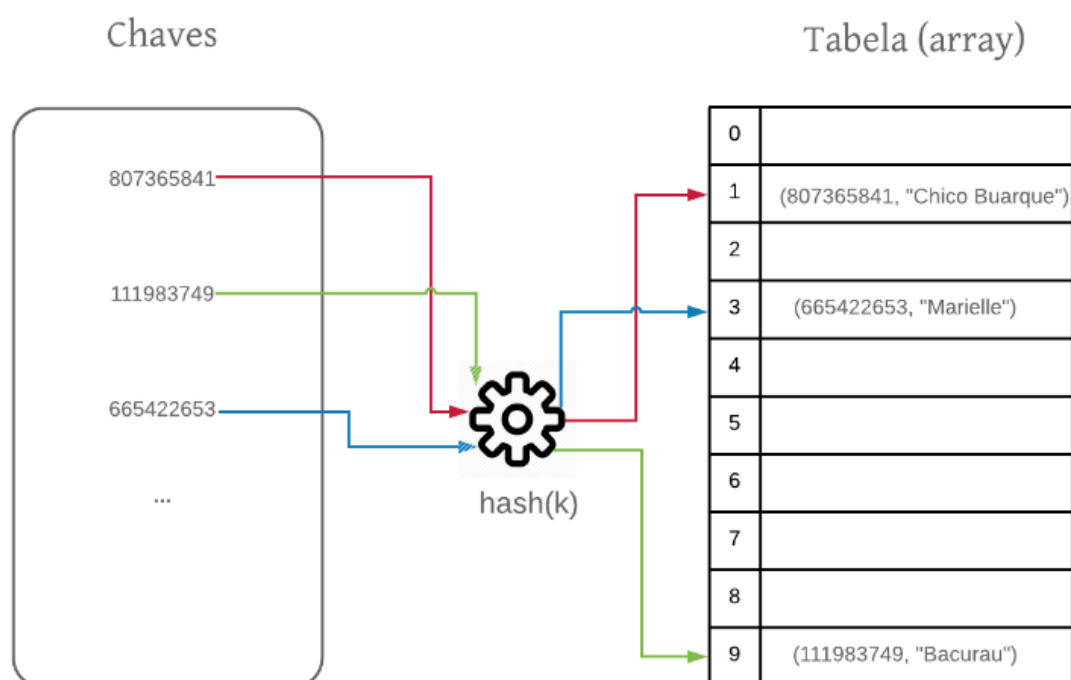 Chaves
Tabela (array)
807365841
111983749
665422653
...
hash(k)
0
1 (807365841, "Chico Buarque")
2
3 (665422653, "Marielle")
4
5
6
7
8
9 (111983749, "Bacurau")